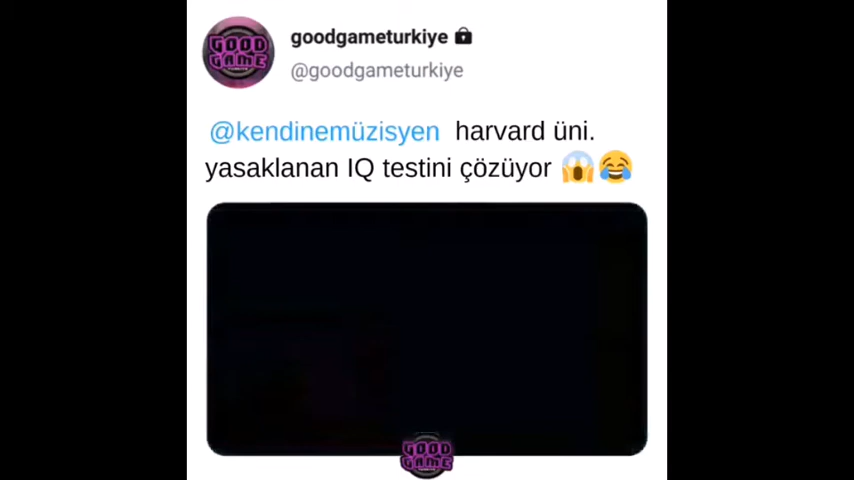 GOOD
GAME
goodgameturkiye
@goodgameturkiye
@kendinemüzisyen harvard üni.
yasaklanan IQ testini çözüyor 😱😂
GOOD
GAME